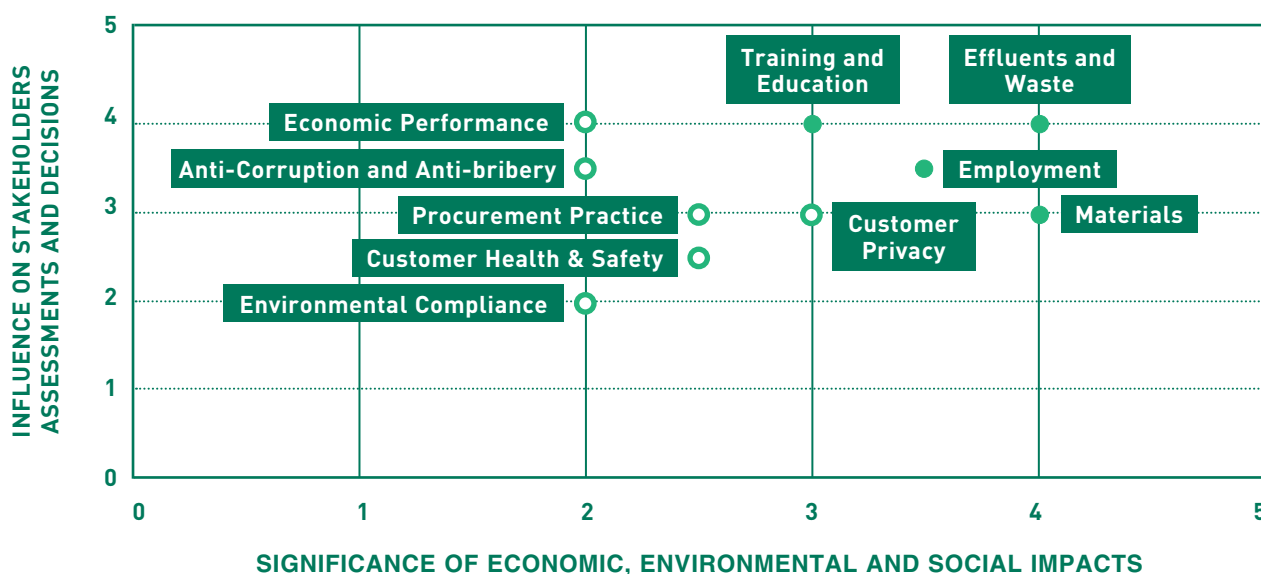 INFLUENCE ON STAKEHOLDERS
ASSESSMENTS AND DECISIONS
5
4
3
2
1
0
Training and
Education
Effluents and
Waste
Economic Performance
Anti-Corruption and Anti-bribery
Employment
Procurement Practice
Customer
Privacy
Materials
Customer Health & Safety
Environmental Compliance
0
1
2
3
4
5
SIGNIFICANCE OF ECONOMIC, ENVIRONMENTAL AND SOCIAL IMPACTS